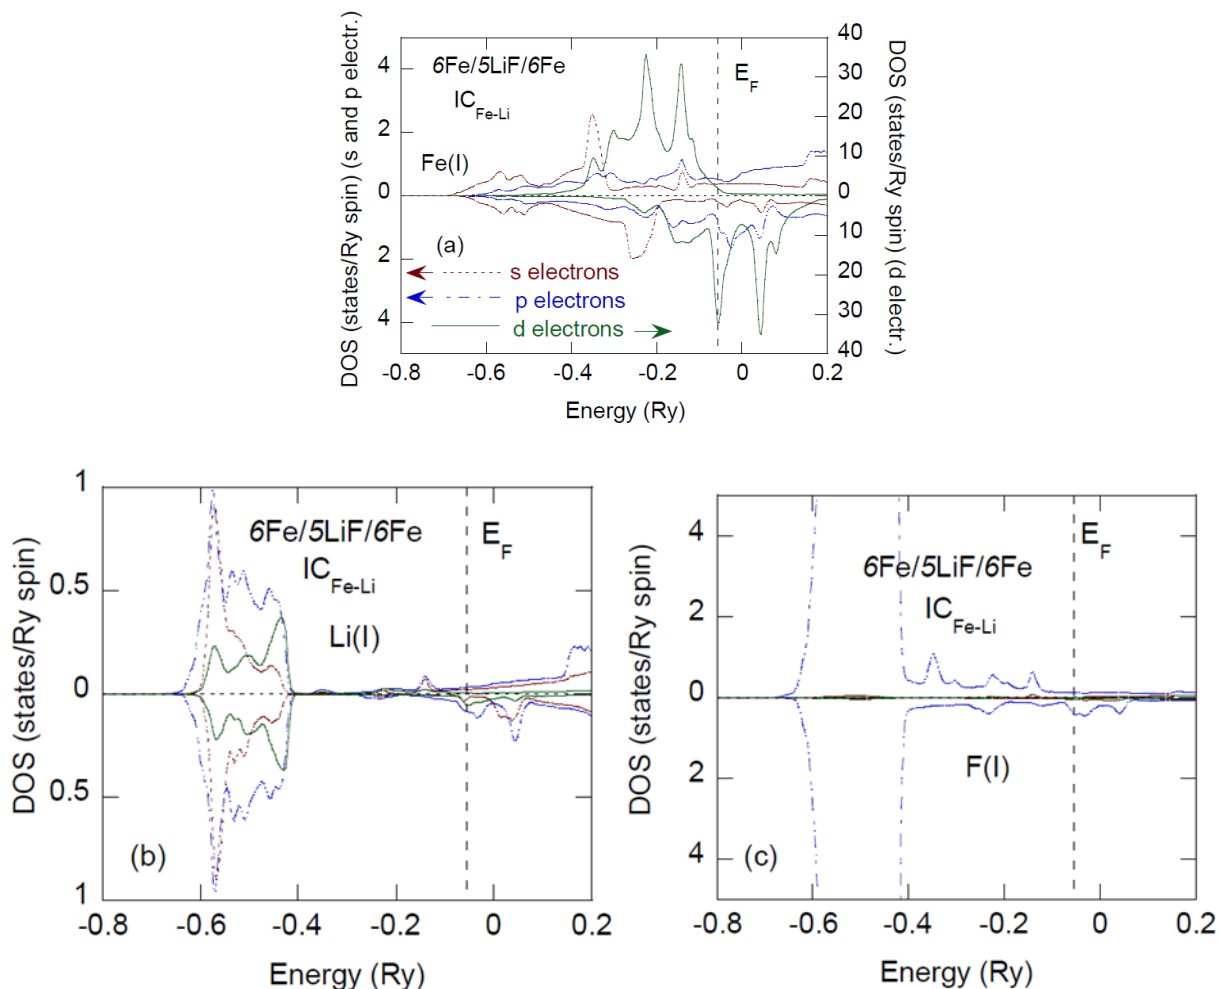 DOS (states/Ry spin) (s and p electr.)
4
2
0
2
4
6Fe/5LiF/6Fe
IC Fe-Li
Fe(I)
(a)
E F
s electrons
p electrons
d electrons
40
30
20
10
0
10
20
30
40
DOS (states/Ry spin) (d electr.)
-0.8 -0.6 -0.4 -0.2 0 0.2
Energy (Ry)
DOS (states/Ry spin)
1
0.5
0
0.5
1
6Fe/5LiF/6Fe
IC Fe-Li
Li(I)
E F
(b)
-0.8 -0.6 -0.4 -0.2 0 0.2
Energy (Ry)
DOS (states/Ry spin)
4
2
0
2
4
E F
6Fe/5LiF/6Fe
IC Fe-Li
F(I)
(c)
-0.8 -0.6 -0.4 -0.2 0 0.2
Energy (Ry)